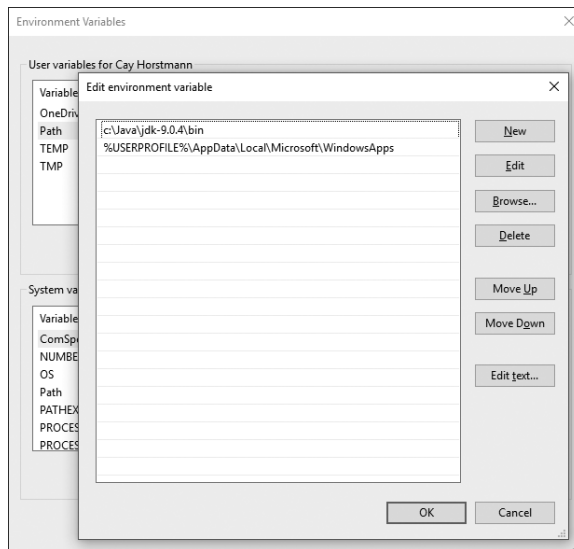 Environment Variables
User variables for Cay Horstmann
Edit environment variable
Variable
OneDriv
Path
TEMP
TMP
c:\Java\jdk-9.0.4\bin
%USERPROFILE%\AppData\Local\Microsoft\WindowsApps
New
Edit
Browse...
Delete
Move Up
Move Down
Edit text...
System va
Variable
ComSpe
NUMBE
OS
Path
PATHEX
PROCES
PROCES
OK
Cancel